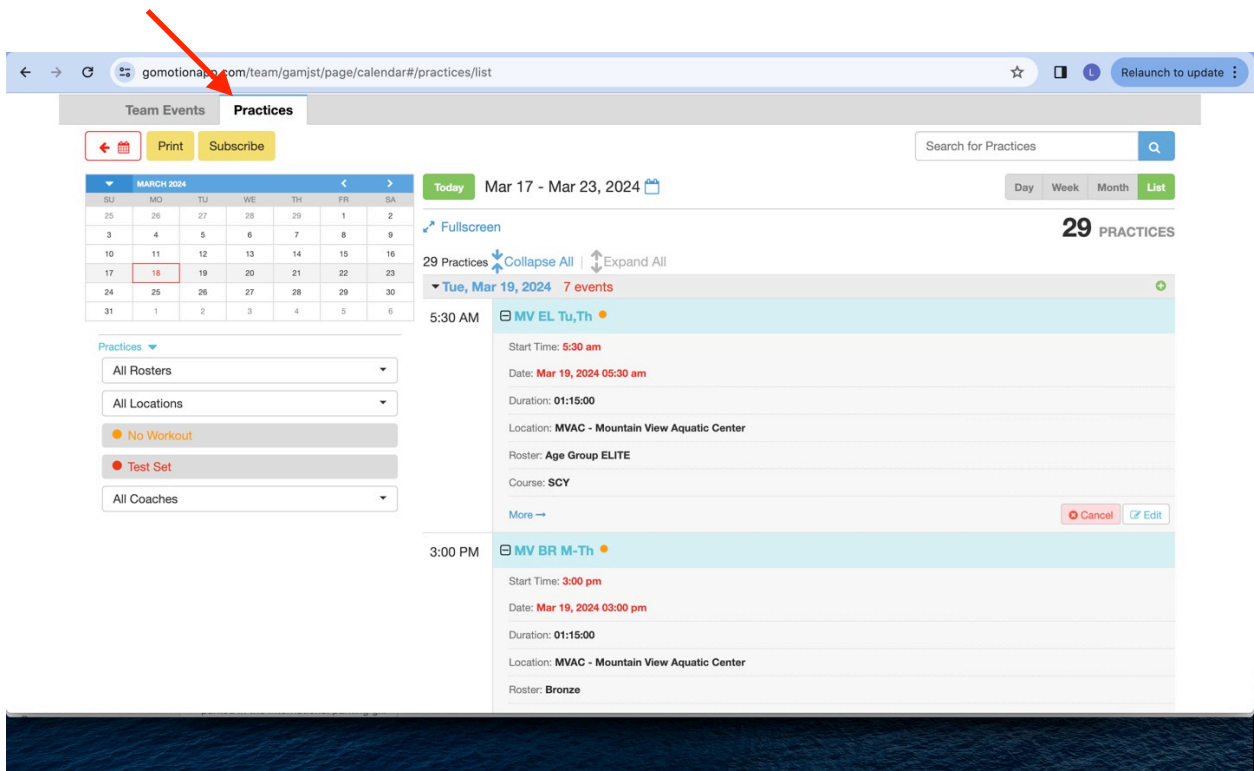 gomotionapp.com/team/gamjst/page/calendar#/practices/list
L
Relaunch to update
Team Events Practices
Print Subscribe
Search for Practices
MARCH 2024
SU MO TU WE TH FR SA
25 26 27 28 29 1 2
3 4 5 6 7 8 9
10 11 12 13 14 15 16
17 18 19 20 21 22 23
24 25 26 27 28 29 30
31 1 2 3 4 5 6
Practices
All Rosters
All Locations
No Workout
Test Set
All Coaches
Today Mar 17 - Mar 23, 2024
Day Week Month List
Fullscreen
29 PRACTICES
29 Practices Collapse All | Expand All
Tue, Mar 19, 2024 7 events
5:30 AM MV EL Tu,Th
Start Time: 5:30 am
Date: Mar 19, 2024 05:30 am
Duration: 01:15:00
Location: MVAC - Mountain View Aquatic Center
Roster: Age Group ELITE
Course: SCY
More → Cancel Edit
3:00 PM MV BR M-Th
Start Time: 3:00 pm
Date: Mar 19, 2024 03:00 pm
Duration: 01:15:00
Location: MVAC - Mountain View Aquatic Center
Roster: Bronze